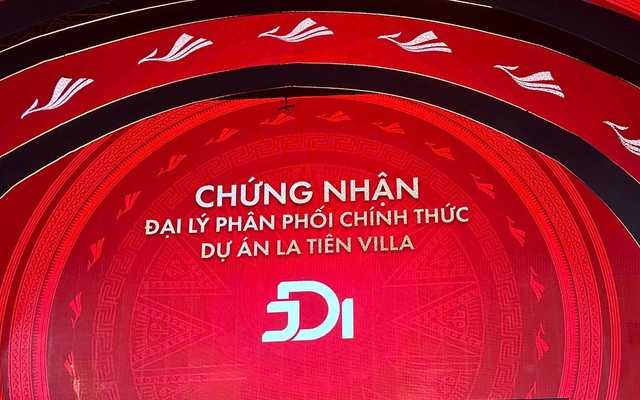 CHỨNG NHẬN
ĐẠI LÝ PHÂN PHỐI CHÍNH THỨC
DỰ ÁN LA TIÊN VILLA
JDI